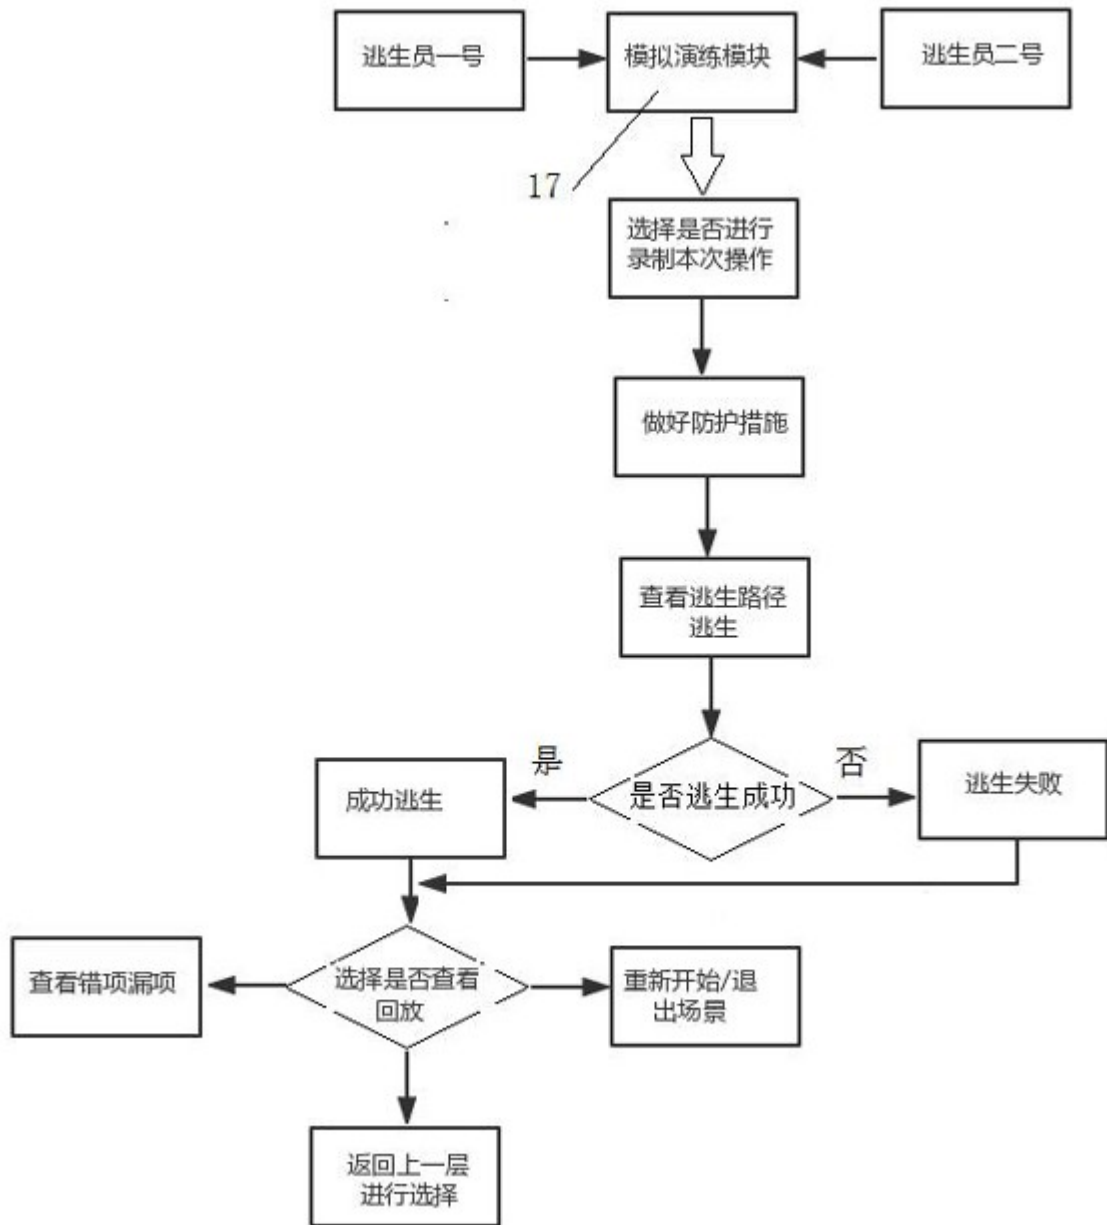 逃生员一号
模拟演练模块
逃生员二号
17
选择是否进行
录制本次操作
做好防护措施
查看逃生路径
逃生
是
否
成功逃生
是否逃生成功
逃生失败
查看错项漏项
选择是否查看
回放
重新开始/退
出场景
返回上一层
进行选择